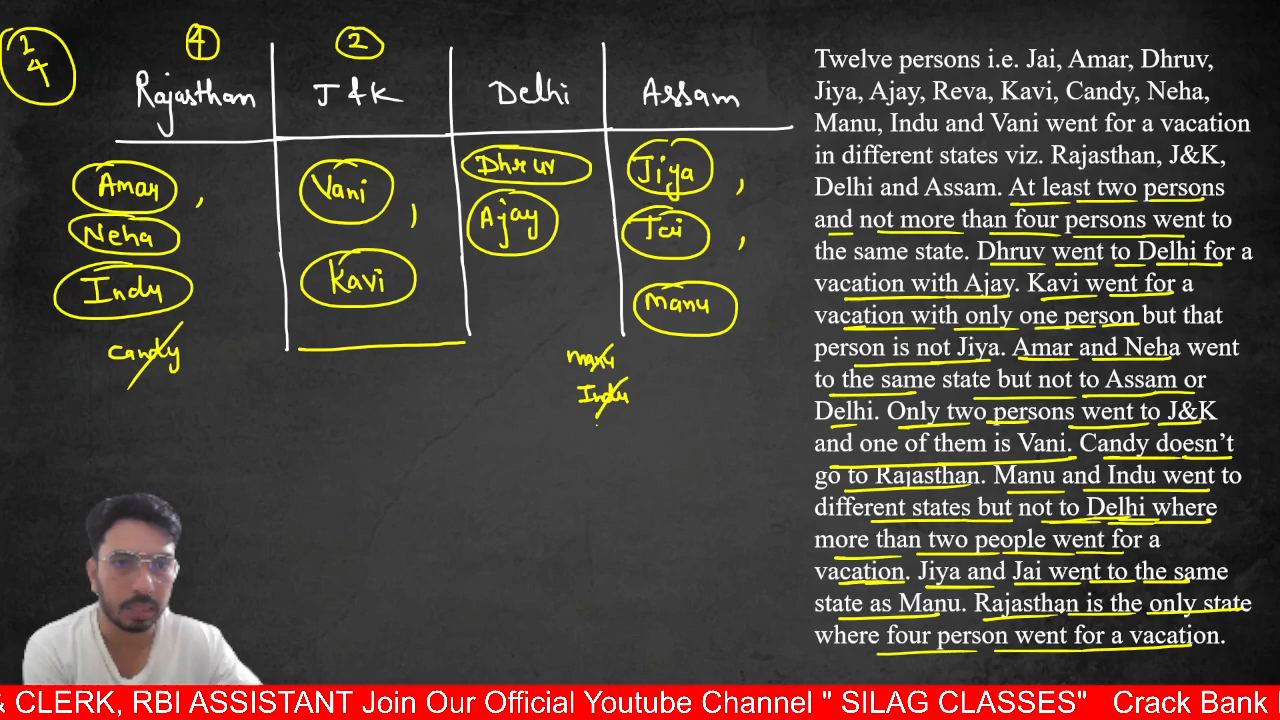 2
4
4
2
Rajasthan J & K Delhi Assam
Amar, Vani, Dhruv Jiya,
Neha Ajay Jai,
Indu Kavi Manu
Candy
Manu
Indu
Twelve persons i.e. Jai, Amar, Dhruv,
Jiya, Ajay, Reva, Kavi, Candy, Neha,
Manu, Indu and Vani went for a vacation
in different states viz. Rajasthan, J&K,
Delhi and Assam. At least two persons
and not more than four persons went to
the same state. Dhruv went to Delhi for a
vacation with Ajay. Kavi went for a
vacation with only one person but that
person is not Jiya. Amar and Neha went
to the same state but not to Assam or
Delhi. Only two persons went to J&K
and one of them is Vani. Candy doesn’t
go to Rajasthan. Manu and Indu went to
different states but not to Delhi where
more than two people went for a
vacation. Jiya and Jai went to the same
state as Manu. Rajasthan is the only state
where four person went for a vacation.
& CLERK, RBI ASSISTANT Join Our Official Youtube Channel " SILAG CLASSES" Crack Bank